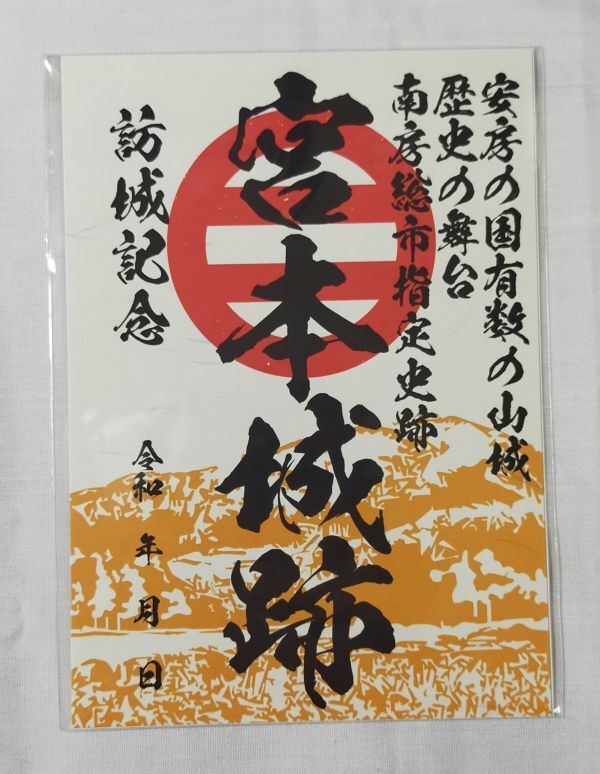 安房の国有数の山城
歴史の舞台
南房総市指定史跡
宮本城跡
訪城記念
令和 年 月 日